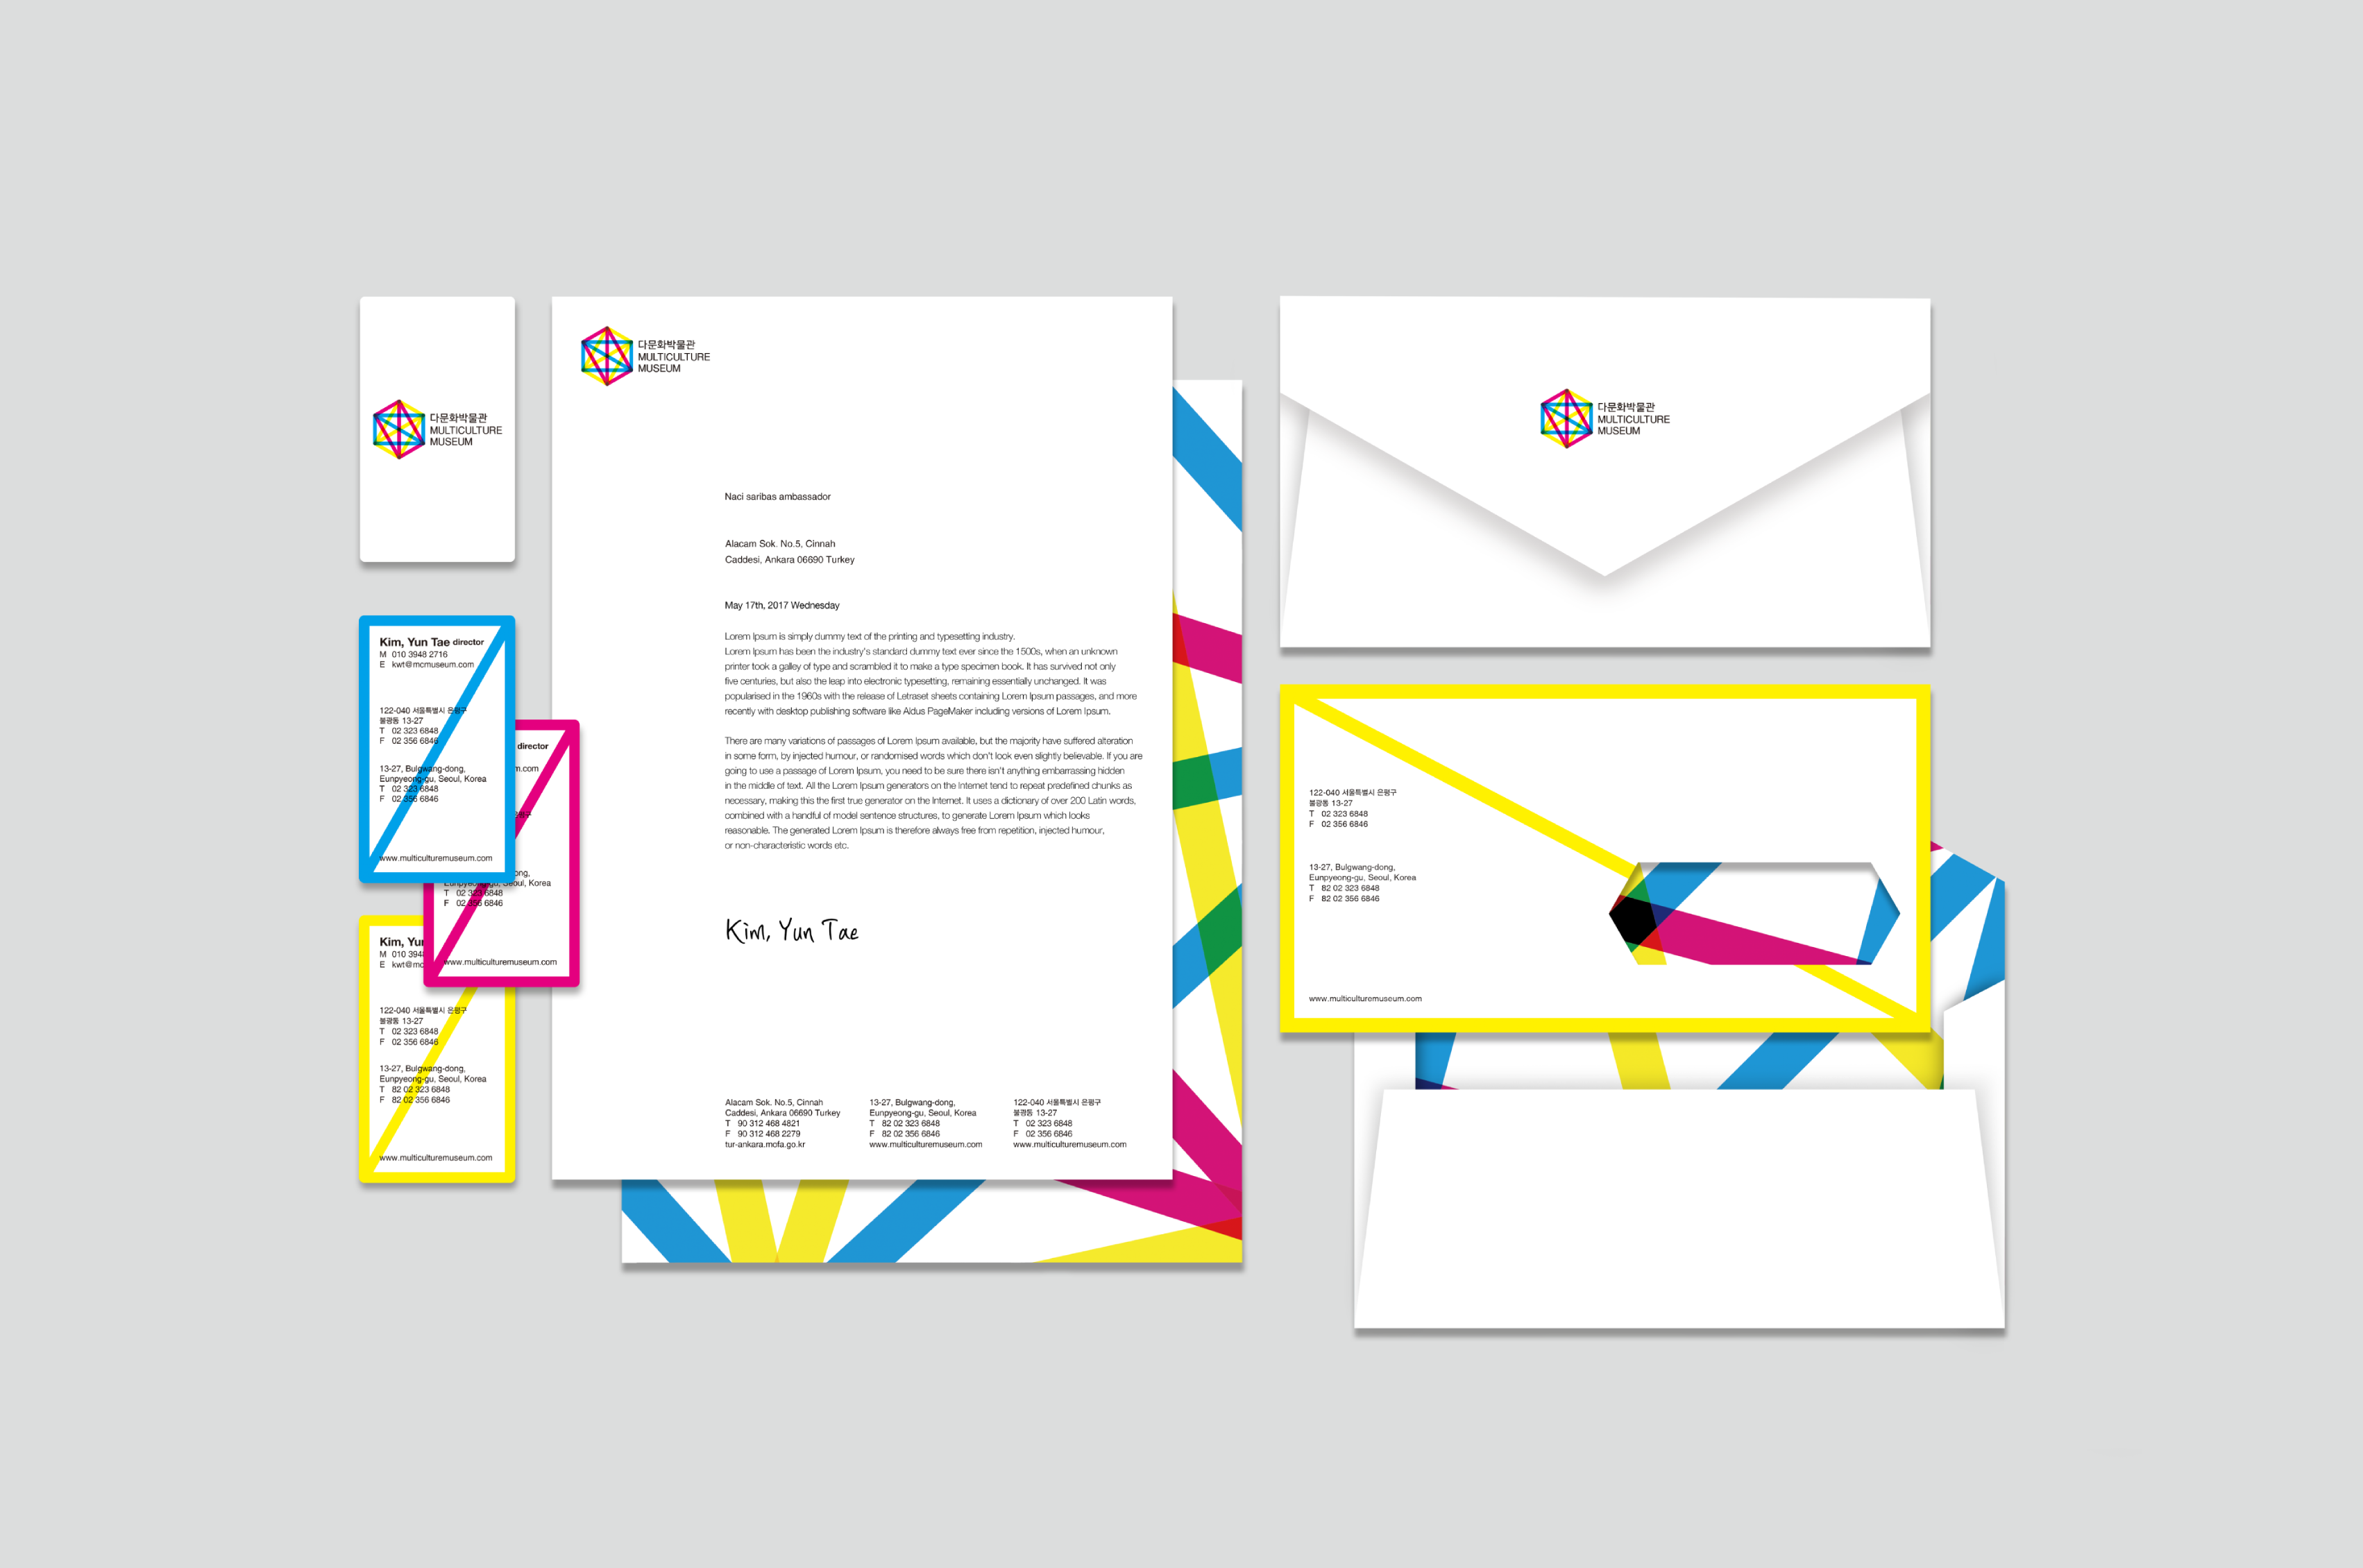 다문화박물관
MULTICULTURE
MUSEUM
Kim, Yun Tae director
M 010 3948 2716
E kwt@mcmuseum.com
122-040 서울특별시 은평구
불광동 13-27
T 02 323 6848
F 02 356 6846
13-27, Bulgwang-dong,
Eunpyeong-gu, Seoul, Korea
T 02 323 6848
F 02 356 6846
www.multiculturemuseum.com
director
m.com
평구
ong,
Eunpyeong-gu, Seoul, Korea
T 02 323 6848
F 02 356 6846
www.multiculturemuseum.com
Kim, Yu
M 010 394
E kwt@mc
122-040 서울특별시 은평구
불광동 13-27
T 02 323 6848
F 02 356 6846
13-27, Bulgwang-dong,
Eunpyeong-gu, Seoul, Korea
T 82 02 323 6848
F 82 02 356 6846
www.multiculturemuseum.com
다문화박물관
MULTICULTURE
MUSEUM
Naci saribas ambassador
Alacam Sok. No.5, Cinnah
Caddesi, Ankara 06690 Turkey
May 17th, 2017 Wednesday
Lorem Ipsum is simply dummy text of the printing and typesetting industry.
Lorem Ipsum has been the industry's standard dummy text ever since the 1500s, when an unknown
printer took a galley of type and scrambled it to make a type specimen book. It has survived not only
five centuries, but also the leap into electronic typesetting, remaining essentially unchanged. It was
popularised in the 1960s with the release of Letraset sheets containing Lorem Ipsum passages, and more
recently with desktop publishing software like Aldus PageMaker including versions of Lorem Ipsum.
There are many variations of passages of Lorem Ipsum available, but the majority have suffered alteration
in some form, by injected humour, or randomised words which don't look even slightly believable. If you are
going to use a passage of Lorem Ipsum, you need to be sure there isn't anything embarrassing hidden
in the middle of text. All the Lorem Ipsum generators on the Internet tend to repeat predefined chunks as
necessary, making this the first true generator on the Internet. It uses a dictionary of over 200 Latin words,
combined with a handful of model sentence structures, to generate Lorem Ipsum which looks
reasonable. The generated Lorem Ipsum is therefore always free from repetition, injected humour,
or non-characteristic words etc.
Kim, Yun Tae
Alacam Sok. No.5, Cinnah
Caddesi, Ankara 06690 Turkey
T 90 312 468 4821
F 90 312 468 2279
tur-ankara.mofa.go.kr
13-27, Bulgwang-dong,
Eunpyeong-gu, Seoul, Korea
T 82 02 323 6848
F 82 02 356 6846
www.multiculturemuseum.com
122-040 서울특별시 은평구
불광동 13-27
T 02 323 6848
F 02 356 6846
www.multiculturemuseum.com
다문화박물관
MULTICULTURE
MUSEUM
122-040 서울특별시 은평구
불광동 13-27
T 02 323 6848
F 02 356 6846
13-27, Bulgwang-dong,
Eunpyeong-gu, Seoul, Korea
T 82 02 323 6848
F 82 02 356 6846
www.multiculturemuseum.com